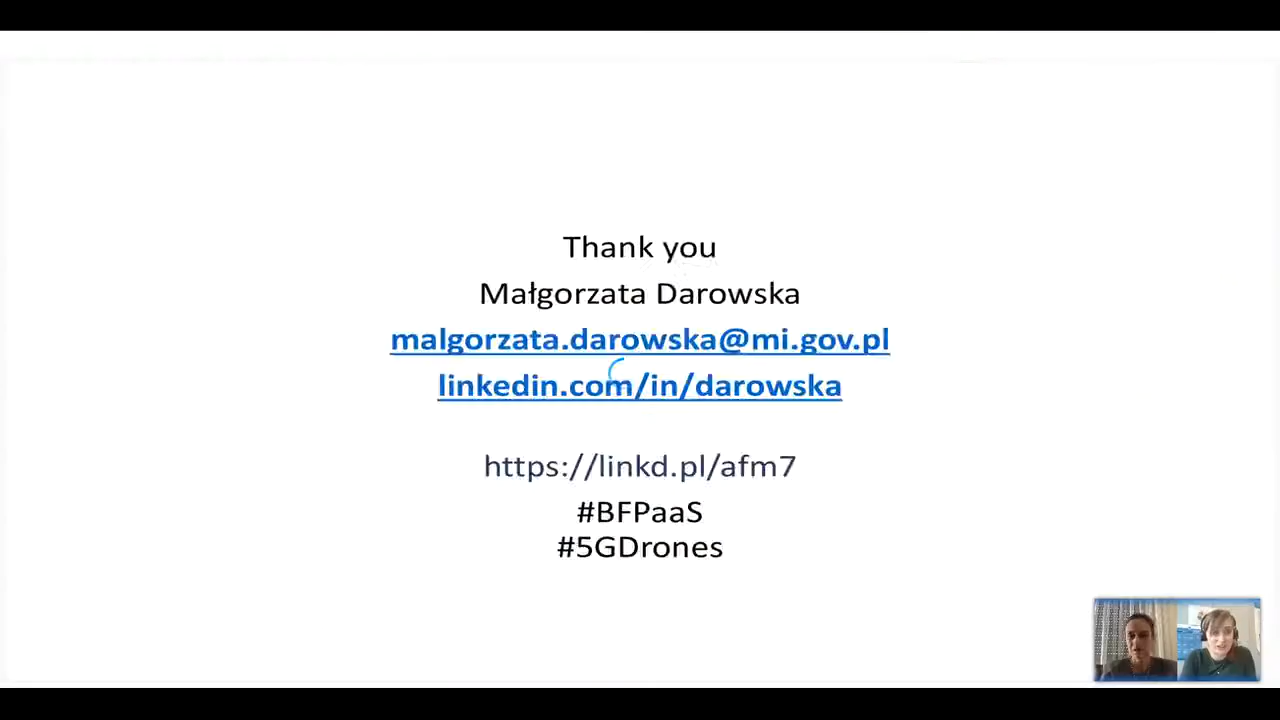 Thank you
Małgorzata Darowska
malgorzata.darowska@mi.gov.pl
linkedin.com/in/darowska
https://linkd.pl/afm7
#BFPaaS
#5GDrones